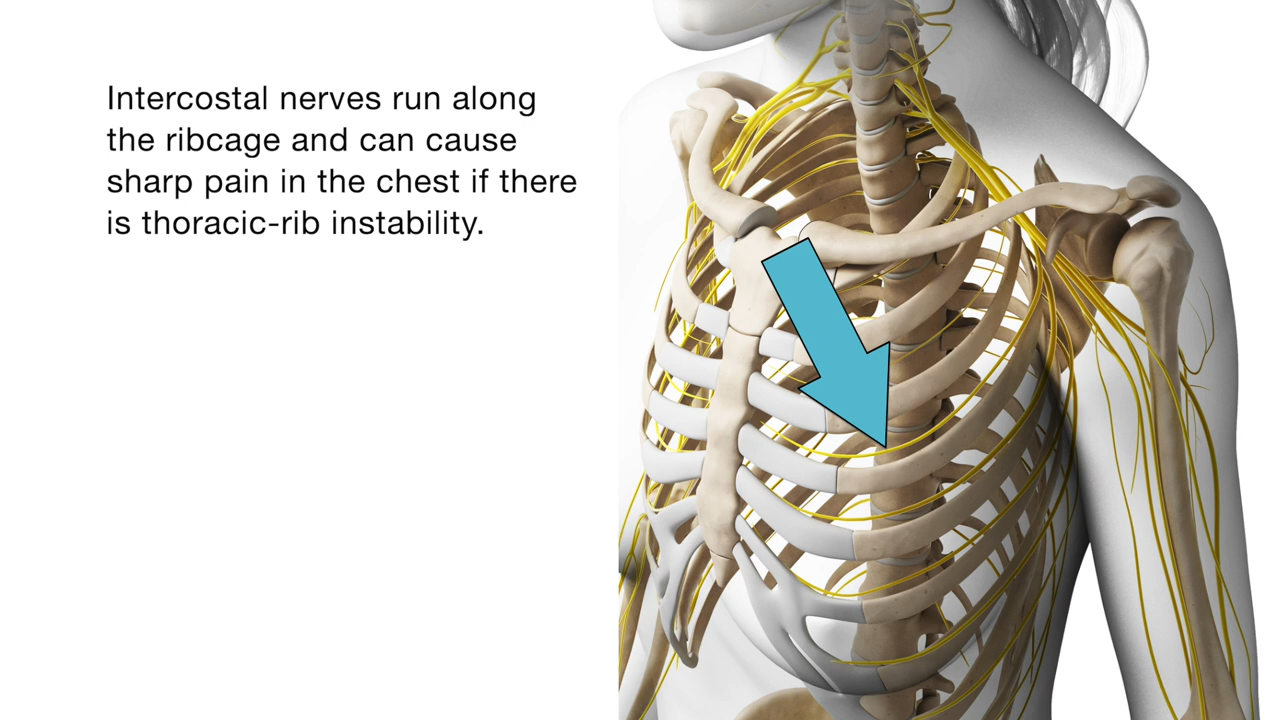 Intercostal nerves run along
the ribcage and can cause
sharp pain in the chest if there
is thoracic-rib instability.